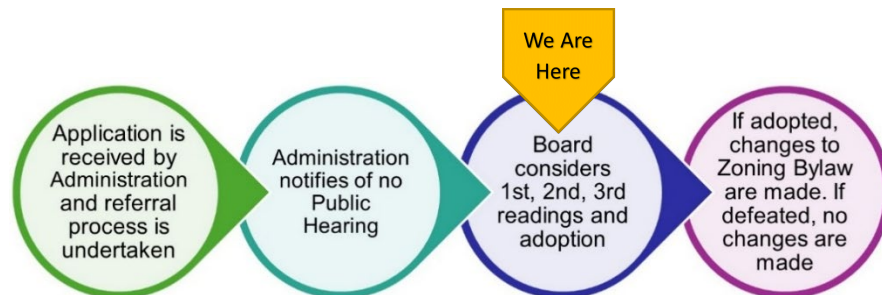 We Are
Here
Application is
received by
Administration
and referral
process is
undertaken
Administration
notifies of no
Public
Hearing
Board
considers
1st, 2nd, 3rd
readings and
adoption
If adopted,
changes to
Zoning Bylaw
are made. If
defeated, no
changes are
made